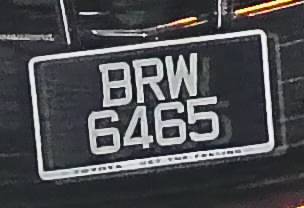 BRW
6465
TOYOTA GET THE FEELING